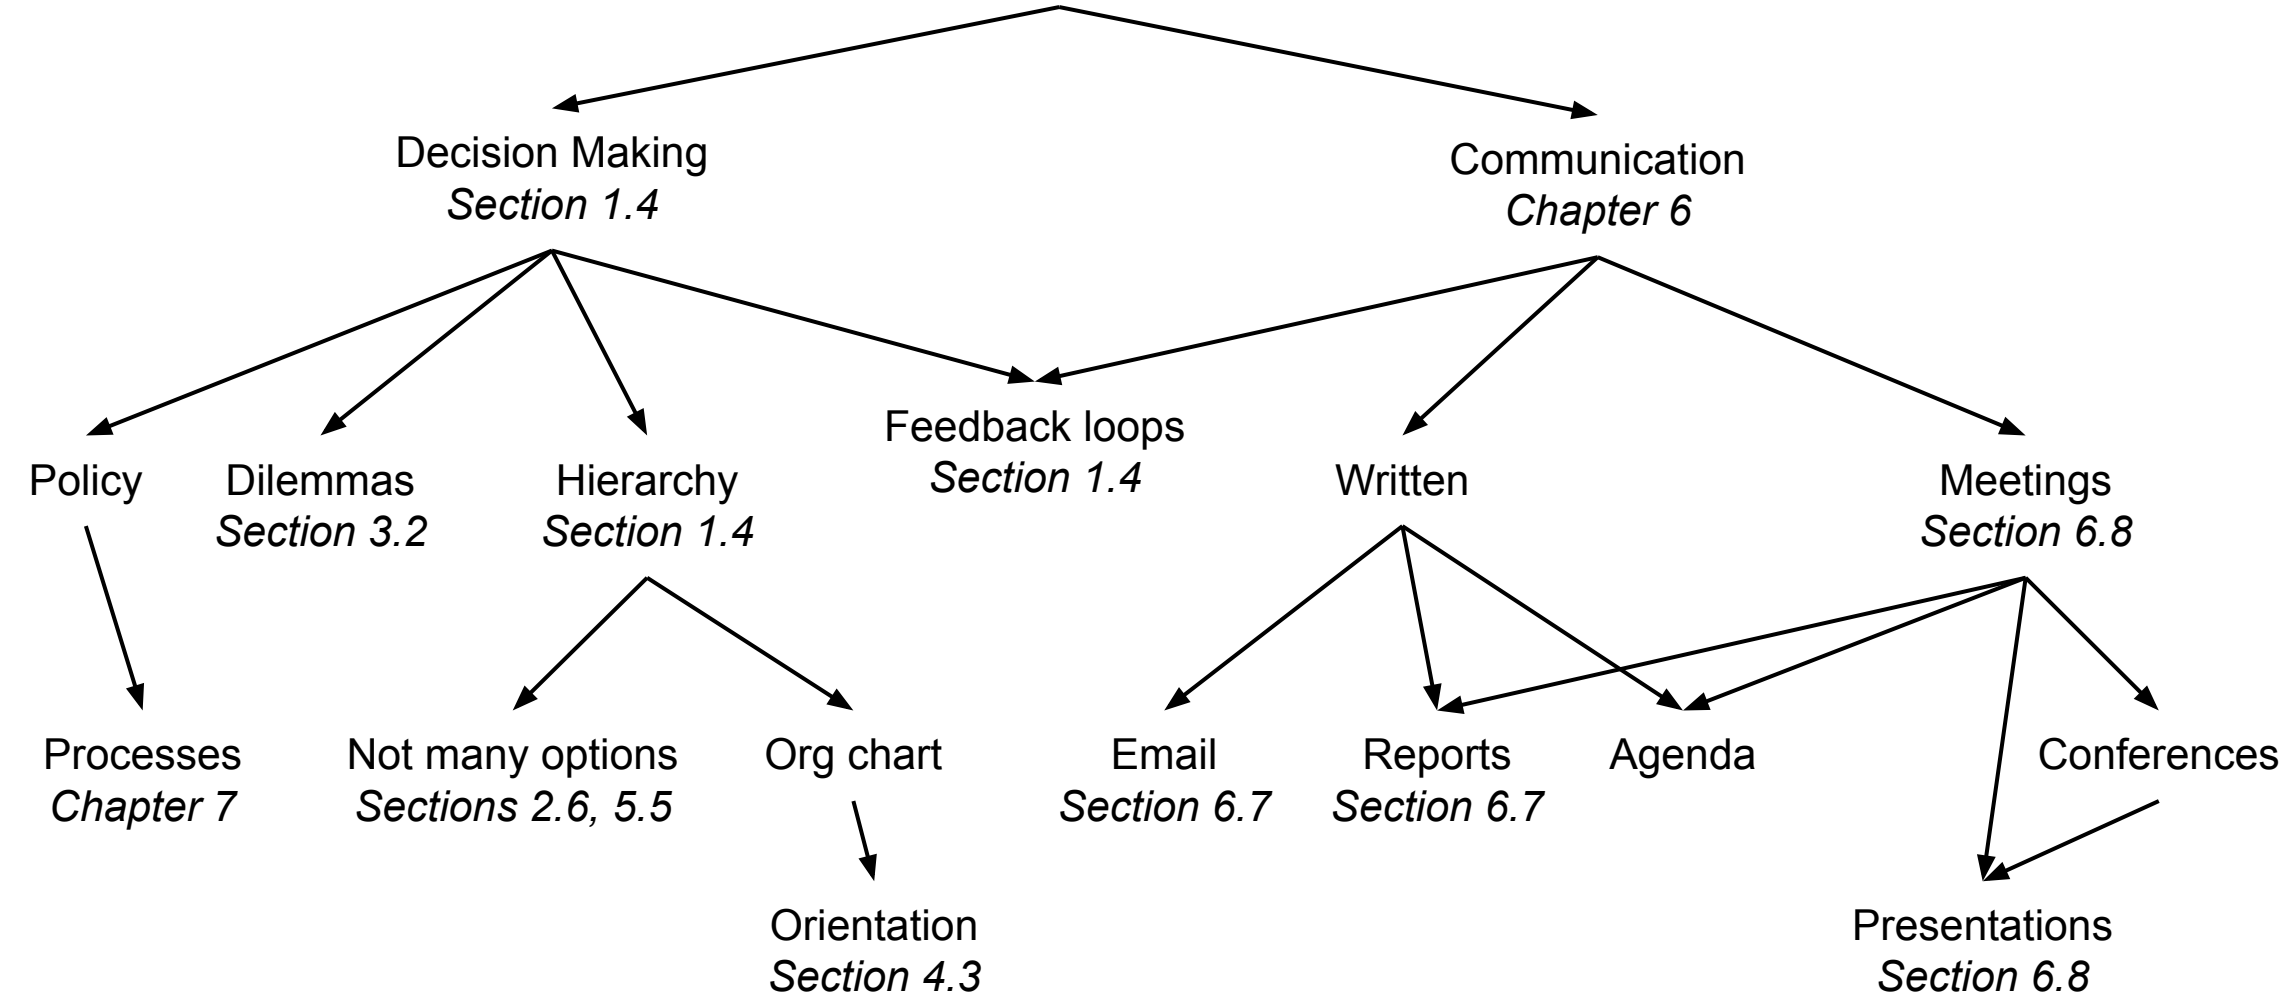 Decision Making
Section 1.4
Communication
Chapter 6
Feedback loops
Section 1.4
Policy
Dilemmas
Section 3.2
Hierarchy
Section 1.4
Written
Meetings
Section 6.8
Processes
Chapter 7
Not many options
Sections 2.6, 5.5
Org chart
Email
Section 6.7
Reports
Section 6.7
Agenda
Conferences
Orientation
Section 4.3
Presentations
Section 6.8